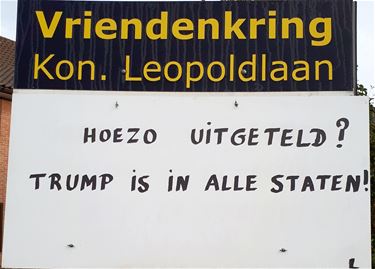 Vriendenkring
Kon. Leopoldlaan
HOEZO UITGETELD?
TRUMP iS iN ALLE STATEN!
L